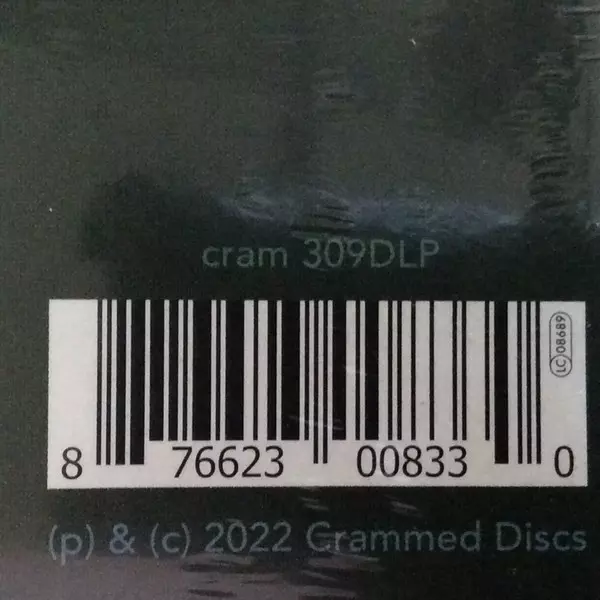 cram 309DLP
LC 08689
8 76623 00833 0
(p) & (c) 2022 Crammed Discs